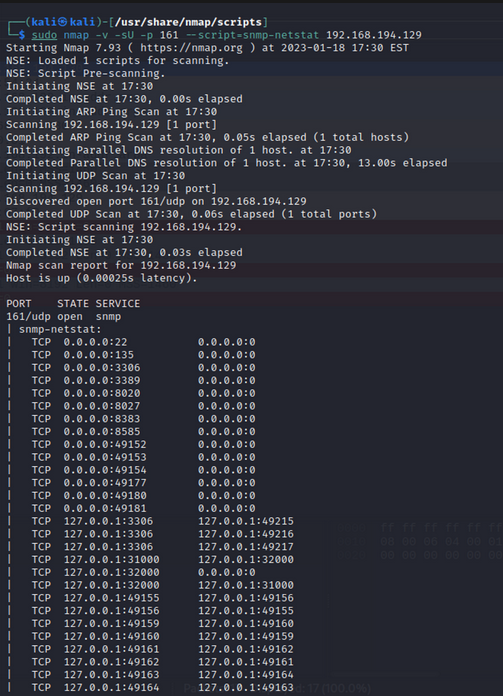 ┌──(kali㉿kali)-[/usr/share/nmap/scripts]
└─$ sudo nmap -v -sU -p 161 --script=snmp-netstat 192.168.194.129
Starting Nmap 7.93 ( https://nmap.org ) at 2023-01-18 17:30 EST
NSE: Loaded 1 scripts for scanning.
NSE: Script Pre-scanning.
Initiating NSE at 17:30
Completed NSE at 17:30, 0.00s elapsed
Initiating ARP Ping Scan at 17:30
Scanning 192.168.194.129 [1 port]
Completed ARP Ping Scan at 17:30, 0.05s elapsed (1 total hosts)
Initiating Parallel DNS resolution of 1 host. at 17:30
Completed Parallel DNS resolution of 1 host. at 17:30, 13.00s elapsed
Initiating UDP Scan at 17:30
Scanning 192.168.194.129 [1 port]
Discovered open port 161/udp on 192.168.194.129
Completed UDP Scan at 17:30, 0.06s elapsed (1 total ports)
NSE: Script scanning 192.168.194.129.
Initiating NSE at 17:30
Completed NSE at 17:30, 0.03s elapsed
Nmap scan report for 192.168.194.129
Host is up (0.00025s latency).

PORT    STATE SERVICE
161/udp open  snmp
| snmp-netstat:
|   TCP  0.0.0.0:22           0.0.0.0:0
|   TCP  0.0.0.0:135          0.0.0.0:0
|   TCP  0.0.0.0:3306         0.0.0.0:0
|   TCP  0.0.0.0:3389         0.0.0.0:0
|   TCP  0.0.0.0:8020         0.0.0.0:0
|   TCP  0.0.0.0:8027         0.0.0.0:0
|   TCP  0.0.0.0:8383         0.0.0.0:0
|   TCP  0.0.0.0:8585         0.0.0.0:0
|   TCP  0.0.0.0:49152        0.0.0.0:0
|   TCP  0.0.0.0:49153        0.0.0.0:0
|   TCP  0.0.0.0:49154        0.0.0.0:0
|   TCP  0.0.0.0:49177        0.0.0.0:0
|   TCP  0.0.0.0:49180        0.0.0.0:0
|   TCP  0.0.0.0:49181        0.0.0.0:0
|   TCP  127.0.0.1:3306       127.0.0.1:49215
|   TCP  127.0.0.1:3306       127.0.0.1:49216
|   TCP  127.0.0.1:3306       127.0.0.1:49217
|   TCP  127.0.0.1:31000      127.0.0.1:32000
|   TCP  127.0.0.1:32000      0.0.0.0:0
|   TCP  127.0.0.1:32000      127.0.0.1:31000
|   TCP  127.0.0.1:49155      127.0.0.1:49156
|   TCP  127.0.0.1:49156      127.0.0.1:49155
|   TCP  127.0.0.1:49159      127.0.0.1:49160
|   TCP  127.0.0.1:49160      127.0.0.1:49159
|   TCP  127.0.0.1:49161      127.0.0.1:49162
|   TCP  127.0.0.1:49162      127.0.0.1:49161
|   TCP  127.0.0.1:49163      127.0.0.1:49164
|   TCP  127.0.0.1:49164      127.0.0.1:49163